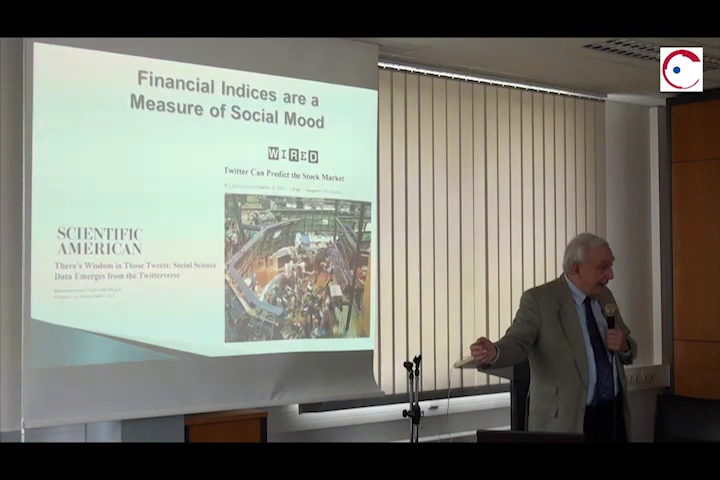 Financial Indices are a
Measure of Social Mood
WIRED
Twitter Can Predict the Stock Market
SCIENTIFIC
AMERICAN
There's Wisdom in Those Tweets: Social Science
Data Emerges from the Twitterverse